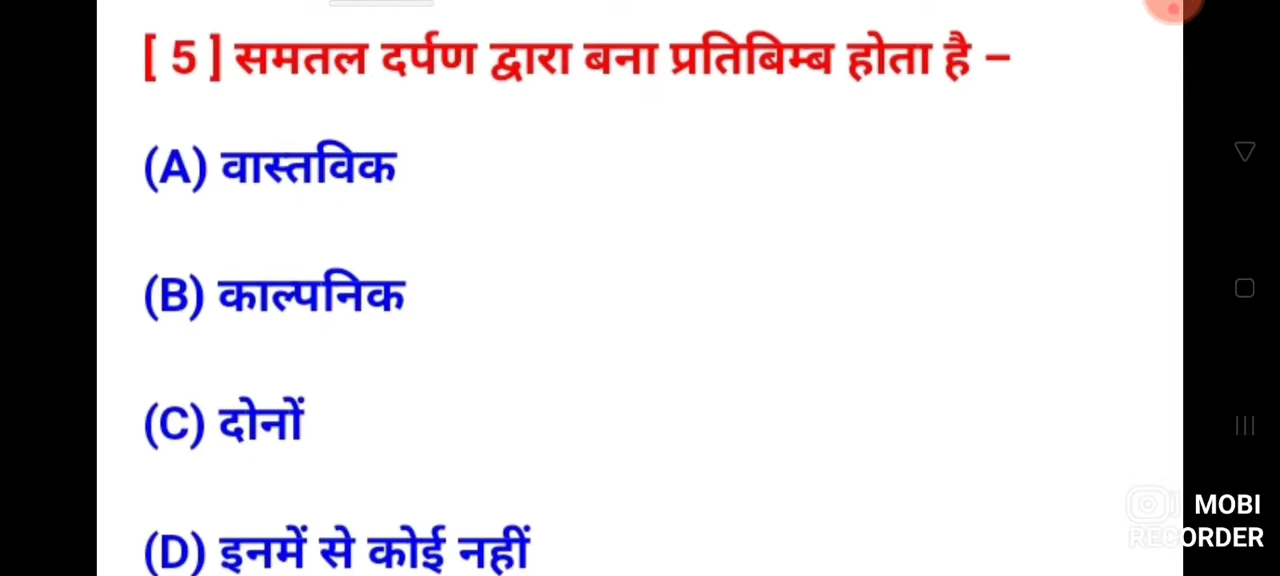 [ 5 ] समतल दर्पण द्वारा बना प्रतिबिम्ब होता है –
(A) वास्तविक
(B) काल्पनिक
(C) दोनों
(D) इनमें से कोई नहीं
MOBI
RECORDER